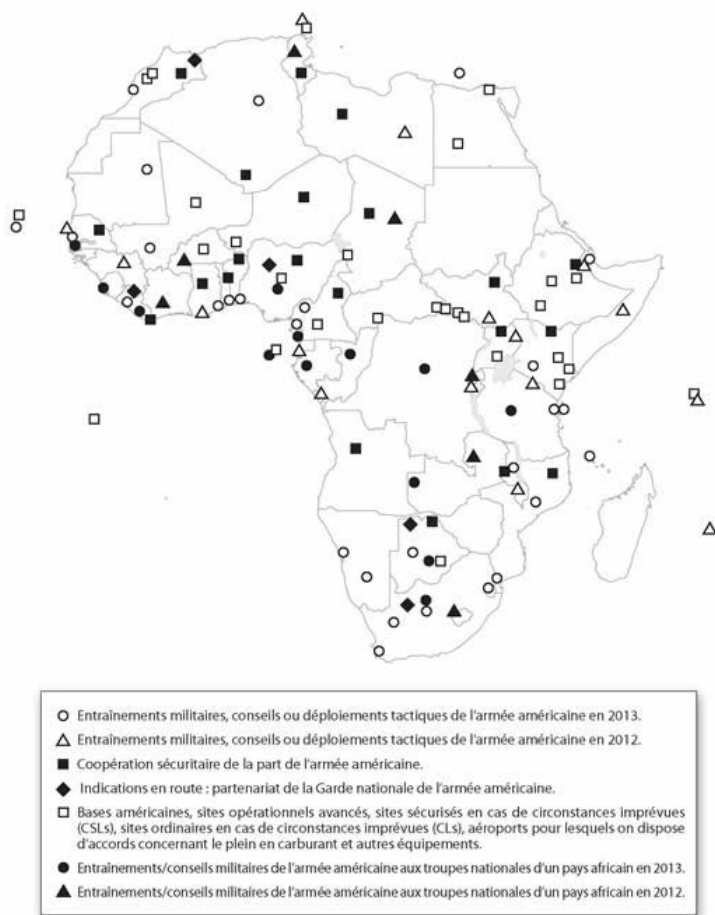 Entraînements militaires, conseils ou déploiements tactiques de l'armée américaine en 2013.
Entraînements militaires, conseils ou déploiements tactiques de l'armée américaine en 2012.
Coopération sécuritaire de la part de l'armée américaine.
Indications en route : partenariat de la Garde nationale de l'armée américaine.
Bases américaines, sites opérationnels avancés, sites sécurisés en cas de circonstances imprévues
(CSLs), sites ordinaires en cas de circonstances imprévues (CLs), aéroports pour lesquels on dispose
d'accords concernant le plein en carburant et autres équipements.
Entraînements/conseils militaires de l'armée américaine aux troupes nationales d'un pays africain en 2013.
Entraînements/conseils militaires de l'armée américaine aux troupes nationales d'un pays africain en 2012.